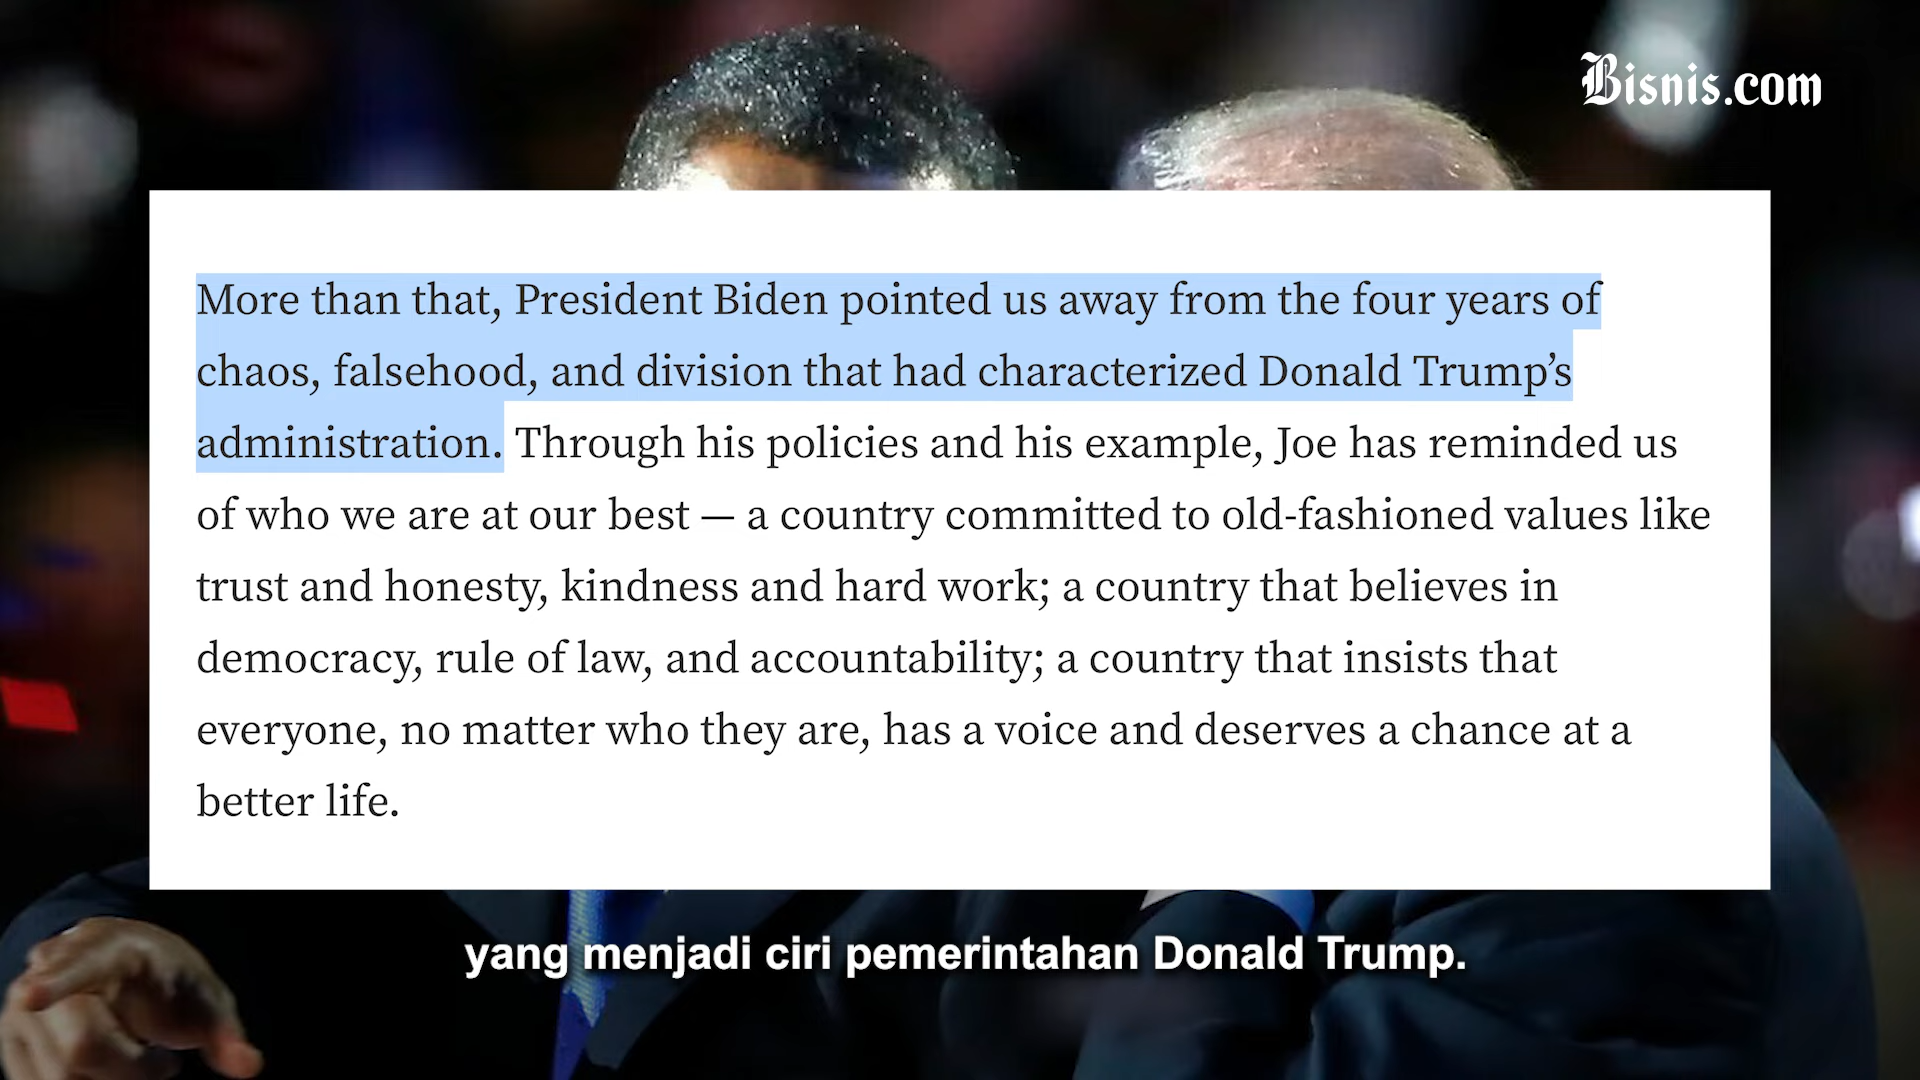 Bisnis.com
More than that, President Biden pointed us away from the four years of
chaos, falsehood, and division that had characterized Donald Trump’s
administration. Through his policies and his example, Joe has reminded us
of who we are at our best — a country committed to old-fashioned values like
trust and honesty, kindness and hard work; a country that believes in
democracy, rule of law, and accountability; a country that insists that
everyone, no matter who they are, has a voice and deserves a chance at a
better life.
yang menjadi ciri pemerintahan Donald Trump.